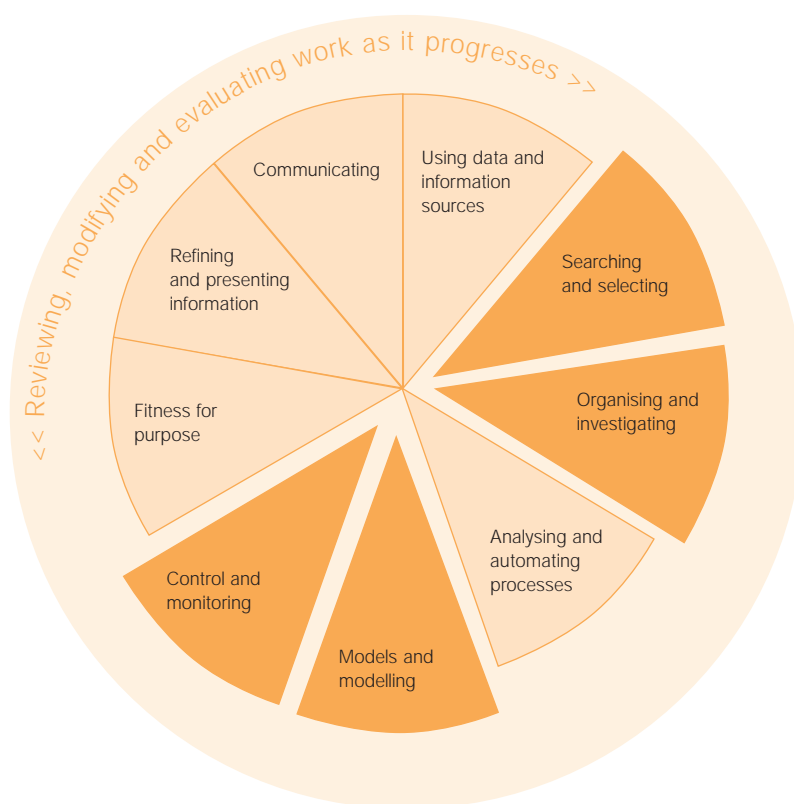 << Reviewing, modifying and evaluating work as it progresses >>
Communicating
Using data and
information
sources
Searching
and selecting
Organising and
investigating
Analysing and
automating
processes
Models and
modelling
Control and
monitoring
Fitness for
purpose
Refining
and presenting
information